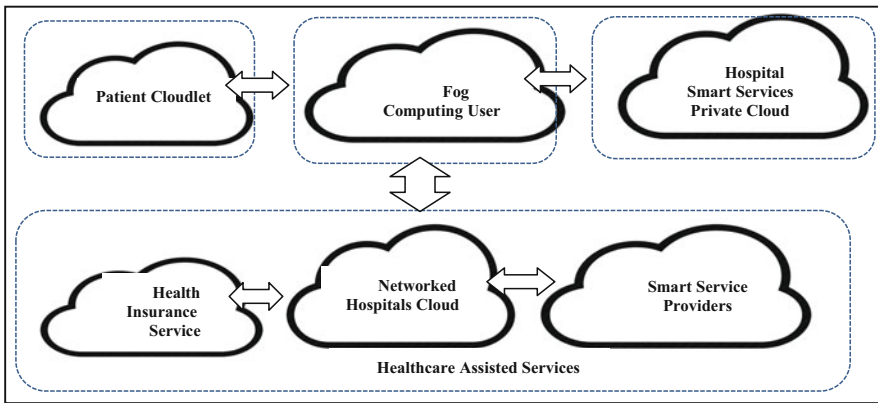 Patient Cloudlet
Fog
Computing User
Hospital
Smart Services
Private Cloud
Health
Insurance
Service
Networked
Hospitals Cloud
Smart Service
Providers
Healthcare Assisted Services